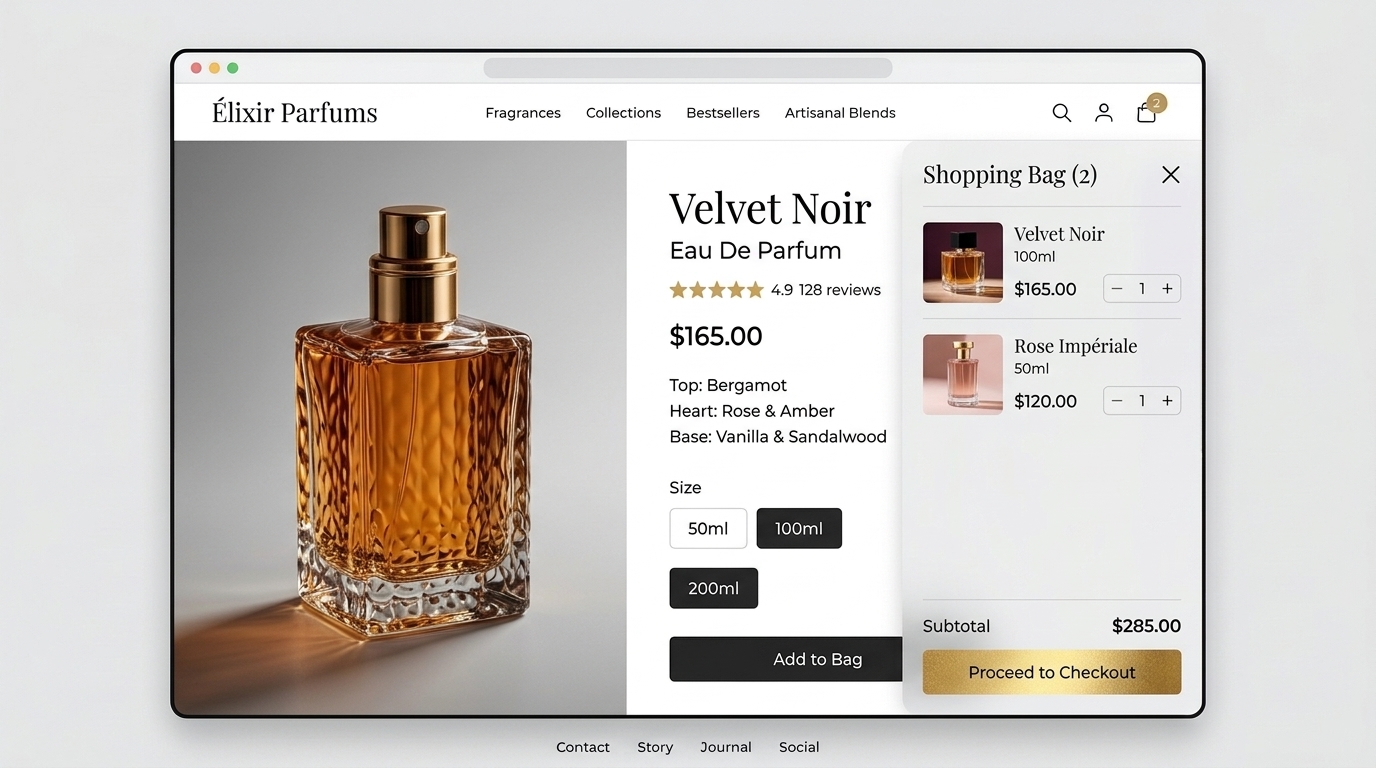 Élixir Parfums
Fragrances Collections Bestsellers Artisanal Blends
2
Velvet Noir
Eau De Parfum
4.9 128 reviews
$165.00
Top: Bergamot
Heart: Rose & Amber
Base: Vanilla & Sandalwood
Size
50ml 100ml
200ml
Add to Bag
Shopping Bag (2)
Velvet Noir
100ml
$165.00 − 1 +
Rose Impériale
50ml
$120.00 − 1 +
Subtotal $285.00
Proceed to Checkout
Contact Story Journal Social